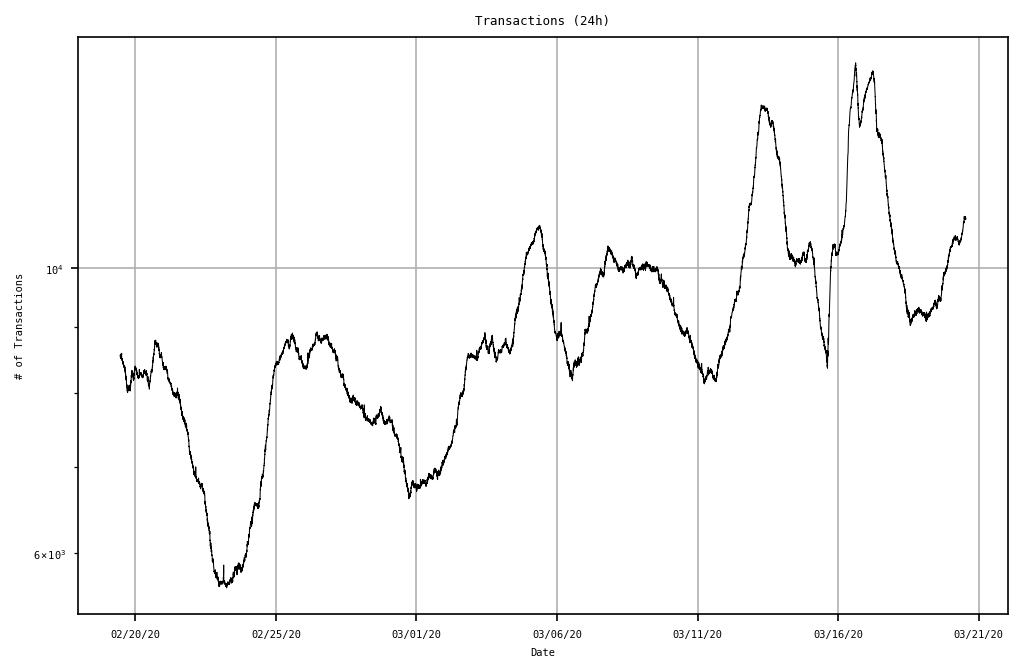 Transactions (24h)
# of Transactions
10⁴
6×10³
02/20/20 02/25/20 03/01/20 03/06/20 03/11/20 03/16/20 03/21/20
Date